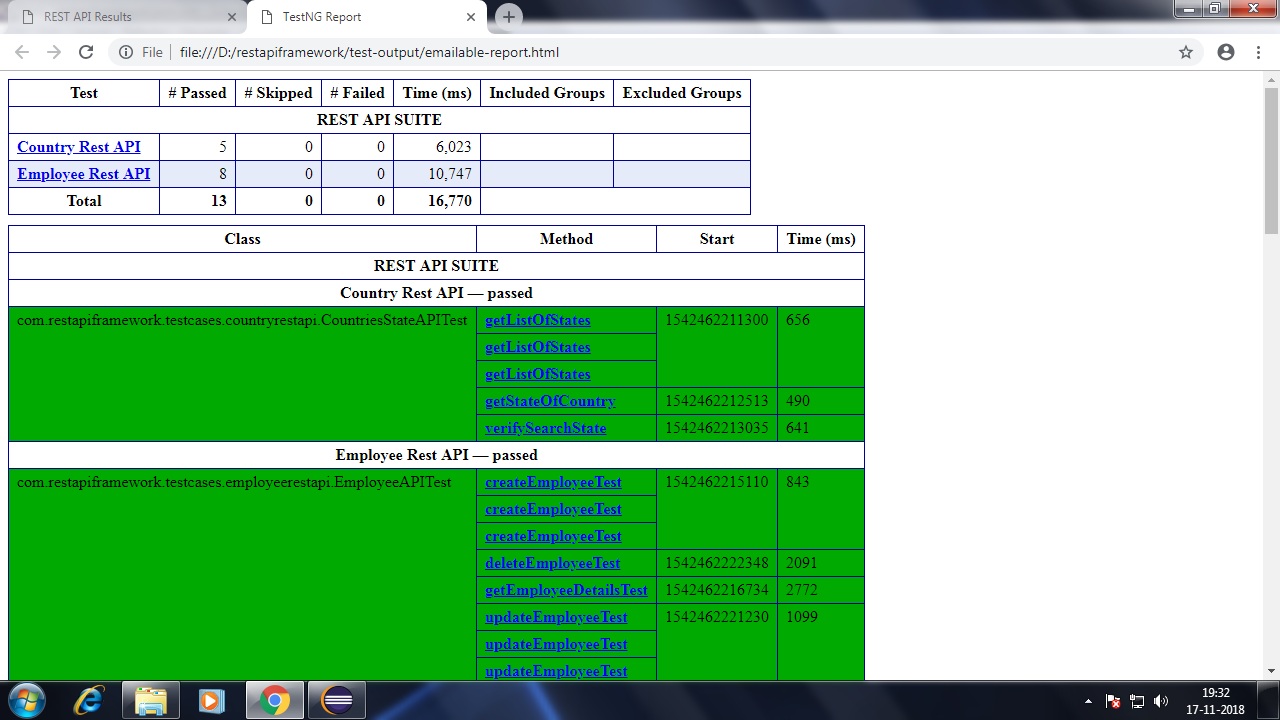 REST API Results
TestNG Report
File
file:///D:/restapiframework/test-output/emailable-report.html
Test # Passed # Skipped # Failed Time (ms) Included Groups Excluded Groups
REST API SUITE
Country Rest API 5 0 0 6,023
Employee Rest API 8 0 0 10,747
Total 13 0 0 16,770
Class Method Start Time (ms)
REST API SUITE
Country Rest API — passed
com.restapiframework.testcases.countryrestapi.CountriesStateAPITest getListOfStates 1542462211300 656
getListOfStates
getListOfStates
getStateOfCountry 1542462212513 490
verifySearchState 1542462213035 641
Employee Rest API — passed
com.restapiframework.testcases.employeerestapi.EmployeeAPITest createEmployeeTest 1542462215110 843
createEmployeeTest
createEmployeeTest
deleteEmployeeTest 1542462222348 2091
getEmployeeDetailsTest 1542462216734 2772
updateEmployeeTest 1542462221230 1099
updateEmployeeTest
updateEmployeeTest
19:32
17-11-2018